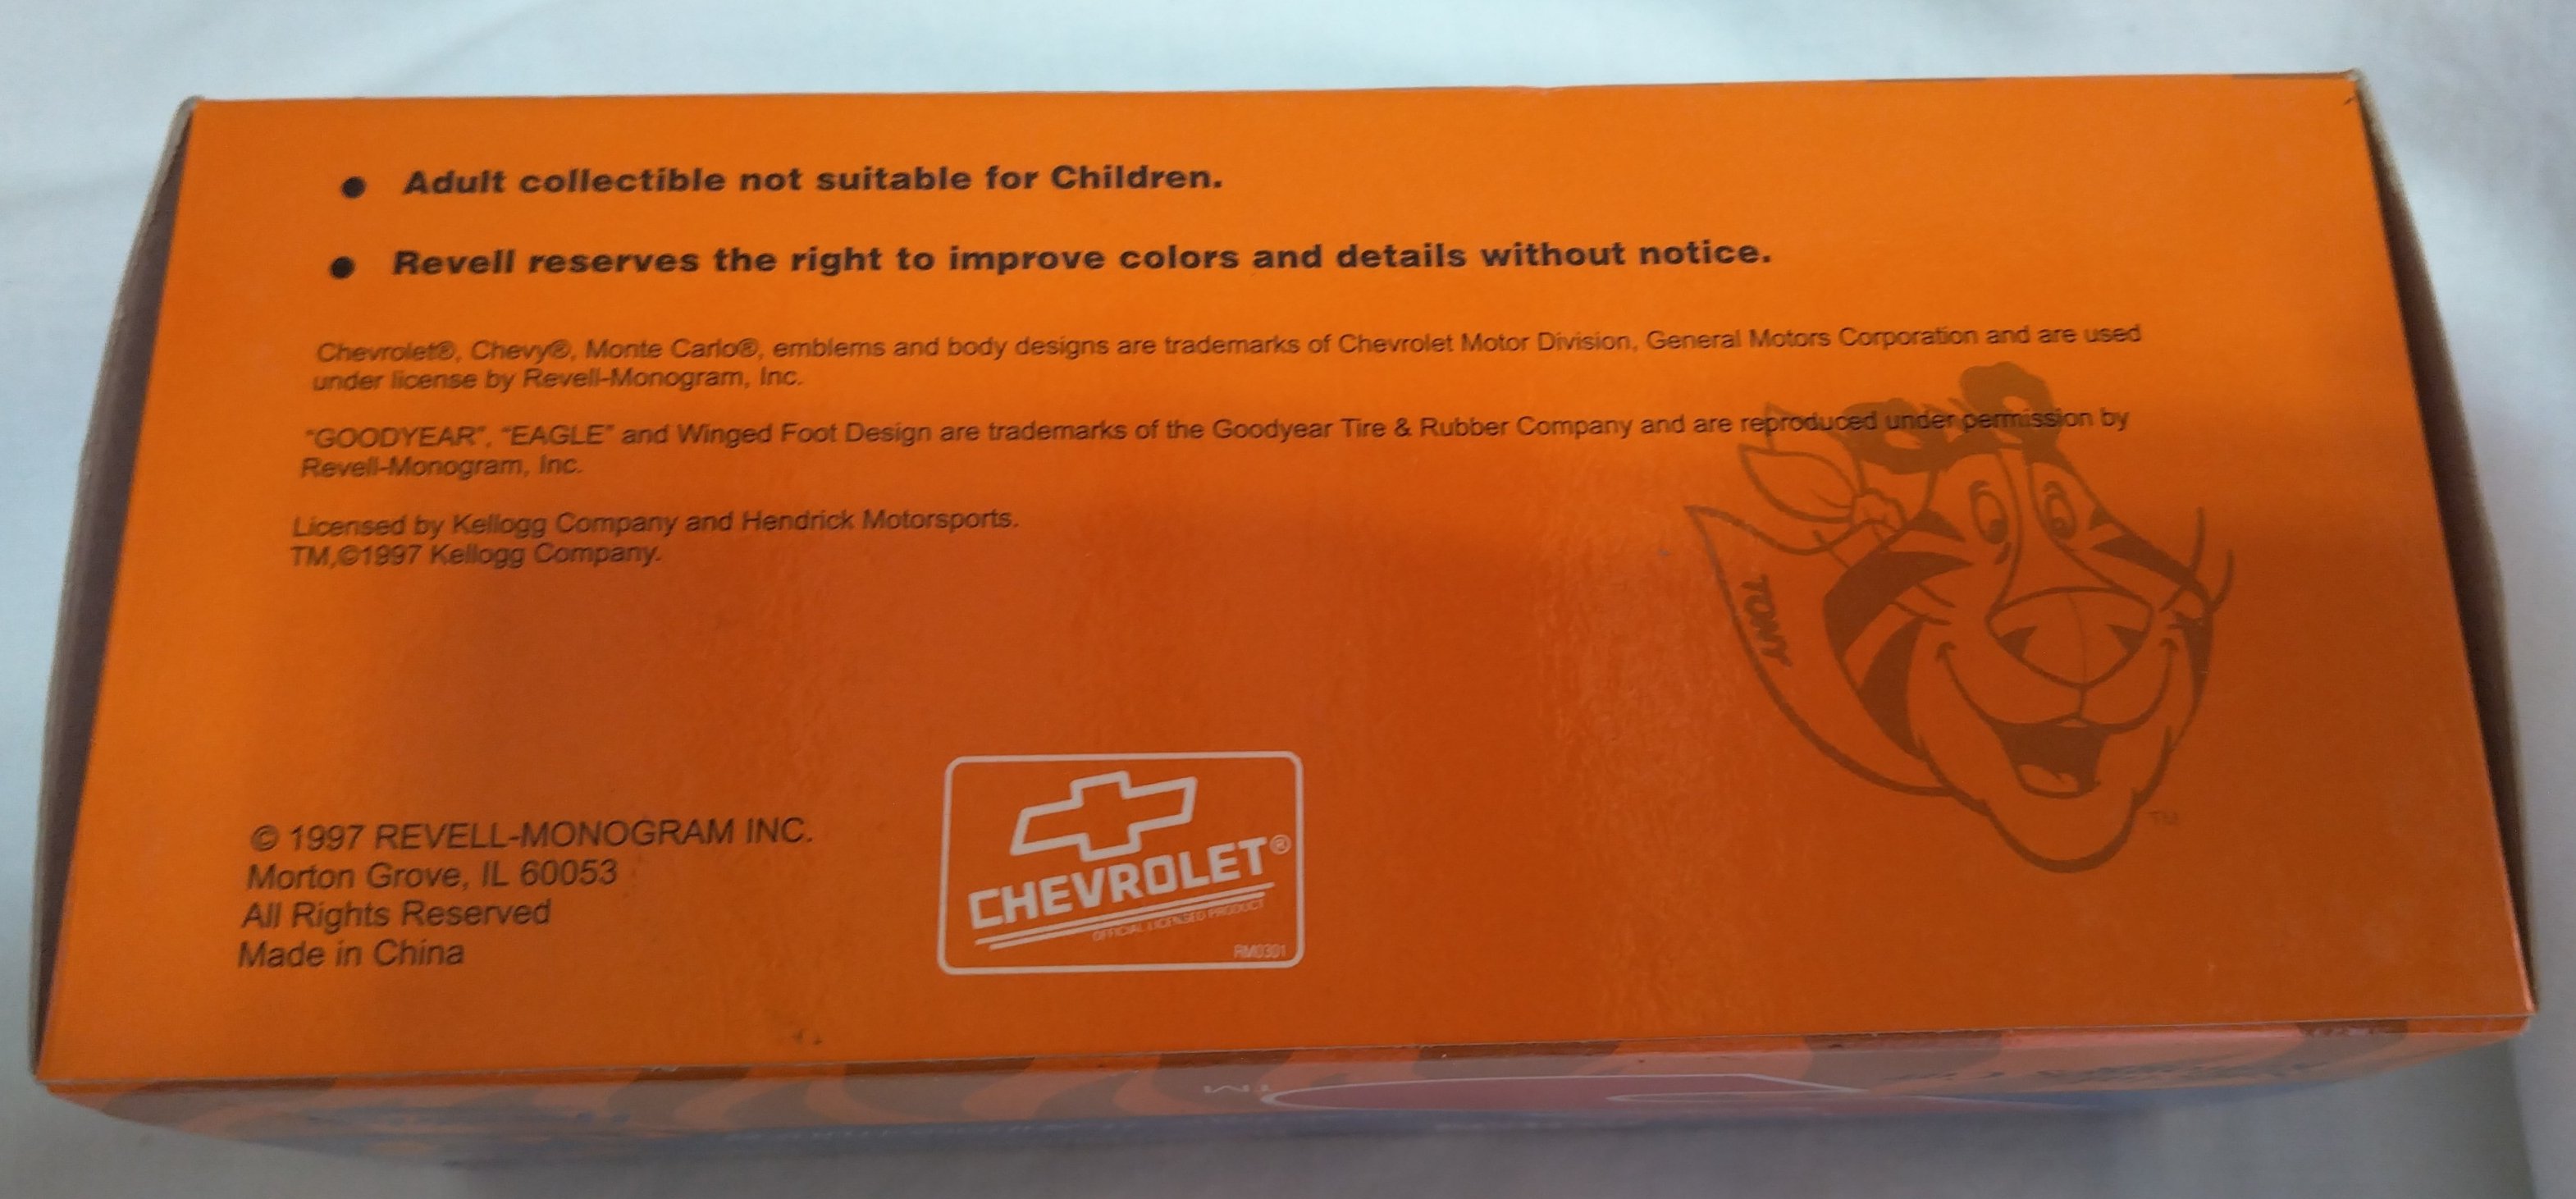 ● Adult collectible not suitable for Children.
● Revell reserves the right to improve colors and details without notice.
Chevrolet®, Chevy®, Monte Carlo®, emblems and body designs are trademarks of Chevrolet Motor Division, General Motors Corporation and are used
under license by Revell-Monogram, Inc.
"GOODYEAR", "EAGLE" and Winged Foot Design are trademarks of the Goodyear Tire & Rubber Company and are reproduced under permission by
Revell-Monogram, Inc.
Licensed by Kellogg Company and Hendrick Motorsports.
TM,©1997 Kellogg Company.
TONY
TM
© 1997 REVELL-MONOGRAM INC.
Morton Grove, IL 60053
All Rights Reserved
Made in China
CHEVROLET®
OFFICIAL LICENSED PRODUCT
RM0301
TM